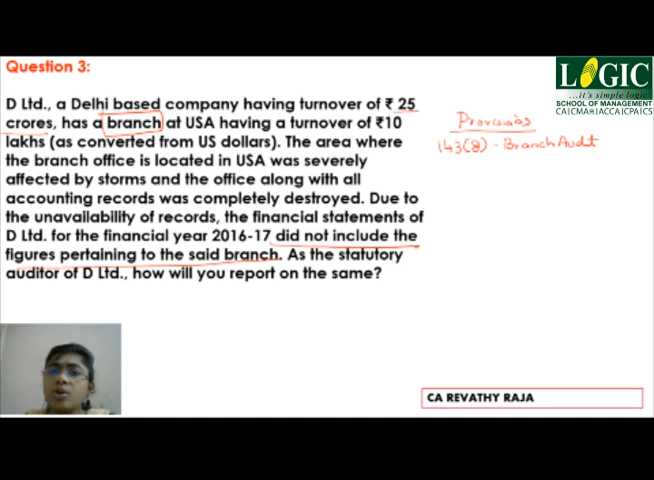 Question 3:
LOGIC
...it's simple logic
SCHOOL OF MANAGEMENT
CA|CMA|ACCA|CPA|CS
D Ltd., a Delhi based company having turnover of ₹ 25
crores, has a branch at USA having a turnover of ₹10
lakhs (as converted from US dollars). The area where
the branch office is located in USA was severely
affected by storms and the office along with all
accounting records was completely destroyed. Due to
the unavailability of records, the financial statements of
D Ltd. for the financial year 2016-17 did not include the
figures pertaining to the said branch. As the statutory
auditor of D Ltd., how will you report on the same?
Provisions
143(8) - Branch Audit
CA REVATHY RAJA